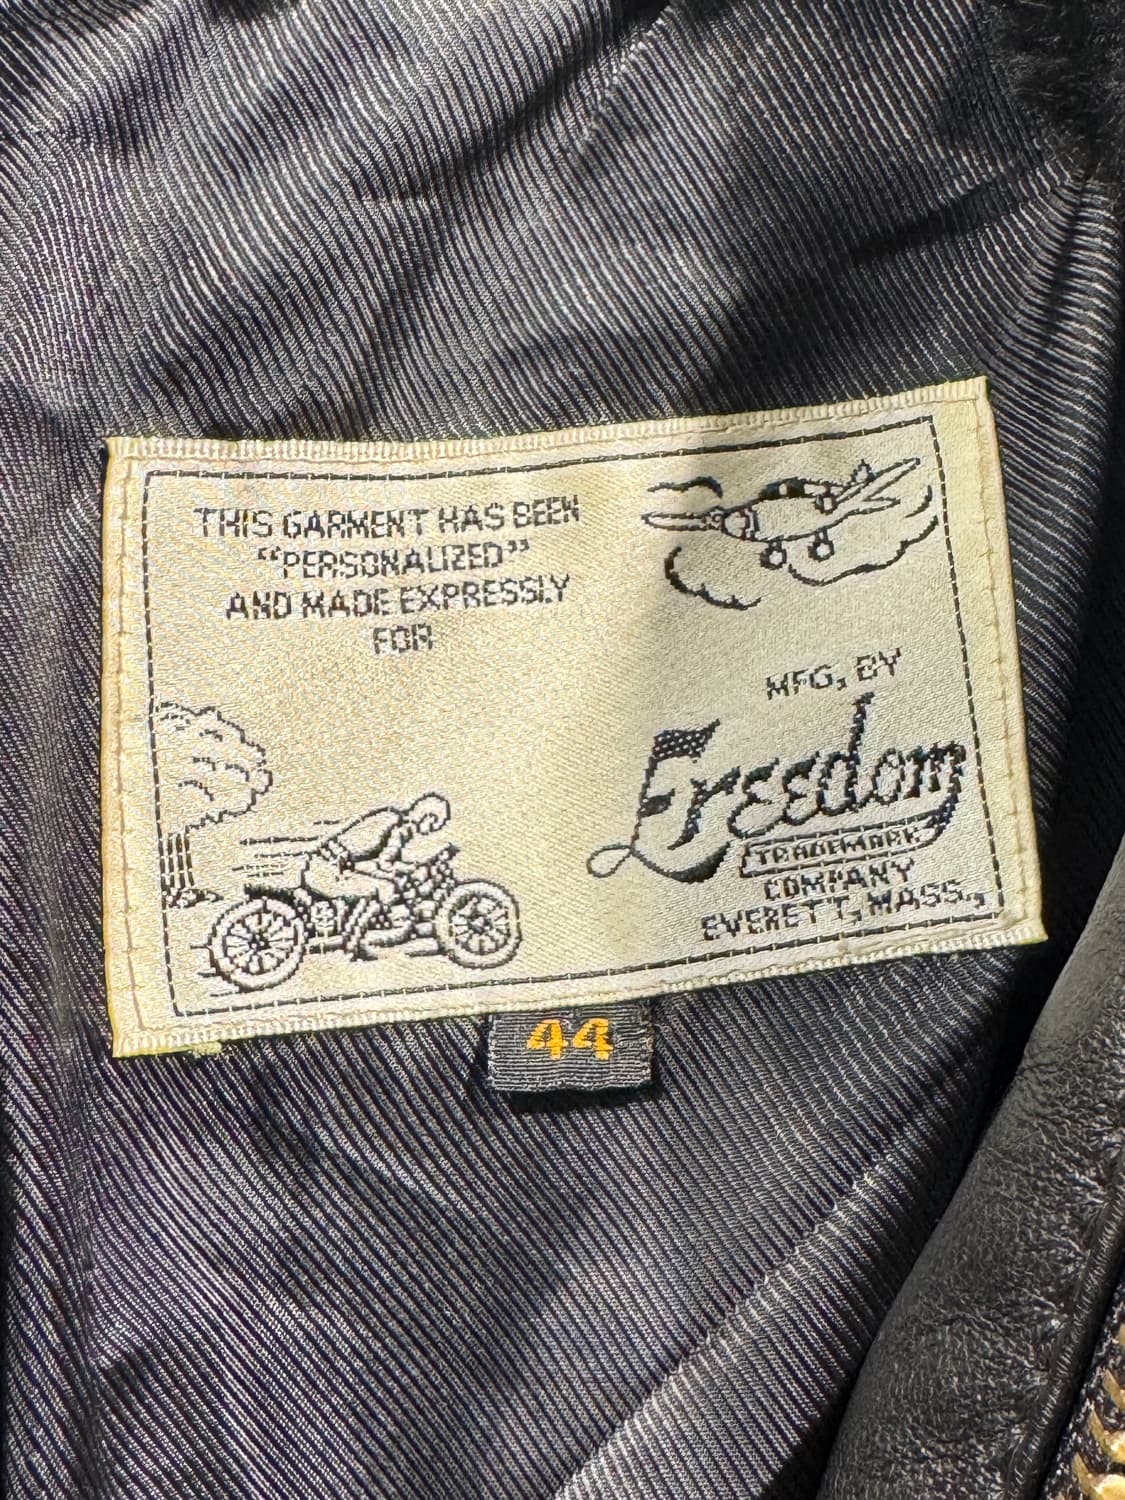 THIS GARMENT HAS BEEN
“PERSONALIZED”
AND MADE EXPRESSLY
FOR
MFG, BY
Freedom
TRADEMARK
COMPANY
EVERETT, MASS.,
44